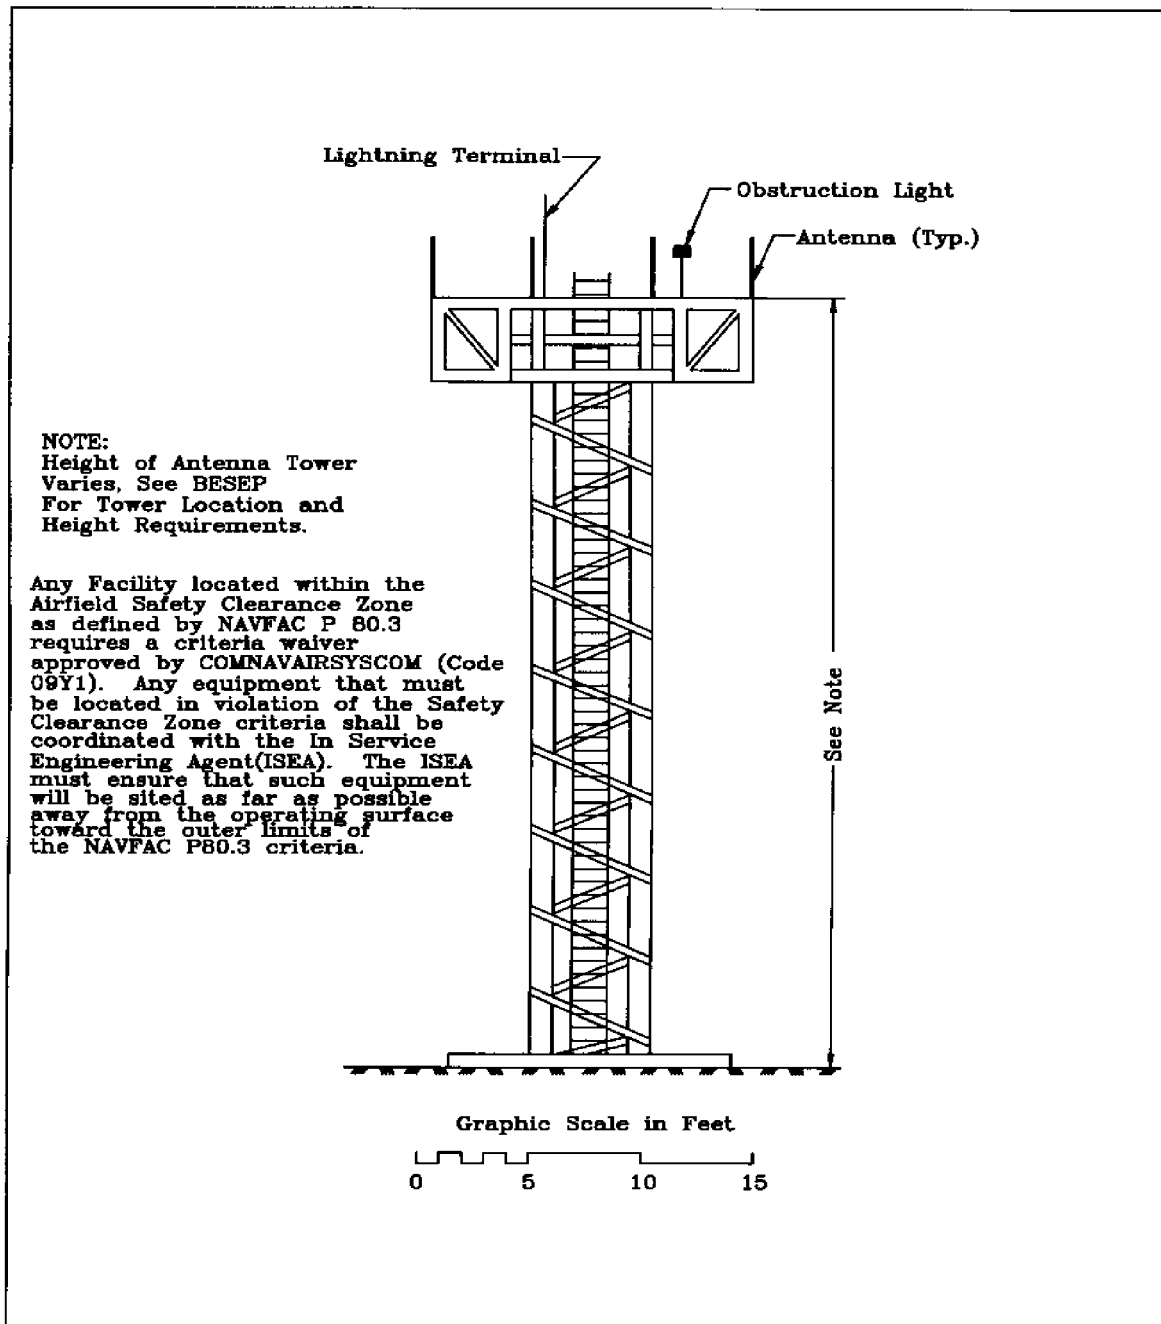 Lightning Terminal
Obstruction Light
Antenna (Typ.)
NOTE:
Height of Antenna Tower
Varies, See BESEP
For Tower Location and
Height Requirements.
Any Facility located within the
Airfield Safety Clearance Zone
as defined by NAVFAC P 80.3
requires a criteria waiver
approved by COMNAVAIRSYSCOM (Code
09Y1). Any equipment that must
be located in violation of the Safety
Clearance Zone criteria shall be
coordinated with the In Service
Engineering Agent(ISEA). The ISEA
must ensure that such equipment
will be sited as far as possible
away from the operating surface
toward the outer limits of
the NAVFAC P80.3 criteria.
See Note
Graphic Scale in Feet
0 5 10 15